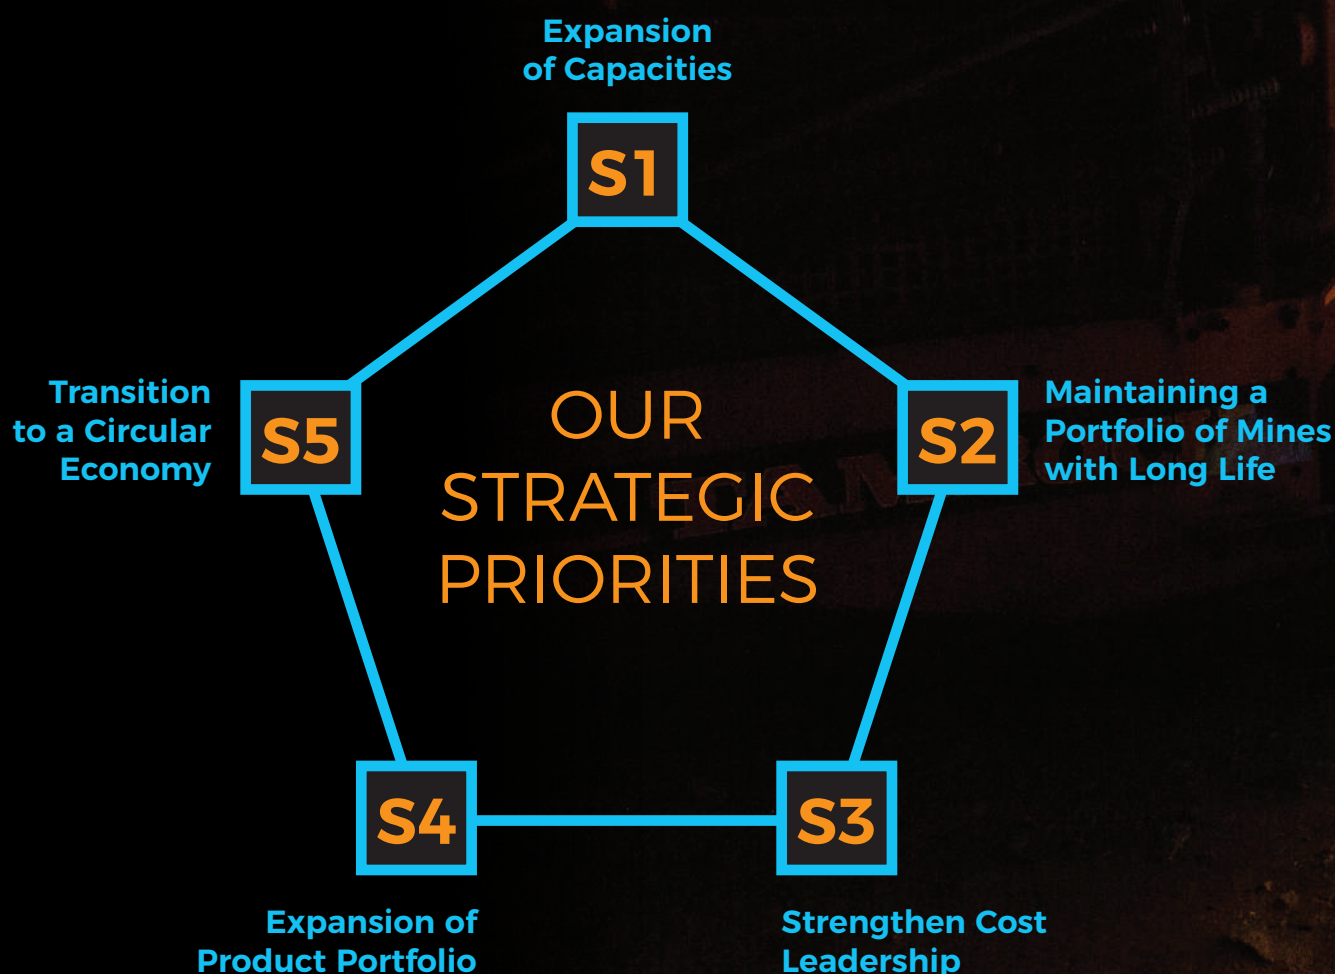 Expansion
of Capacities
S1
Transition
to a Circular
Economy
S5
OUR
STRATEGIC
PRIORITIES
S2
Maintaining a
Portfolio of Mines
with Long Life
S4
Expansion of
Product Portfolio
S3
Strengthen Cost
Leadership